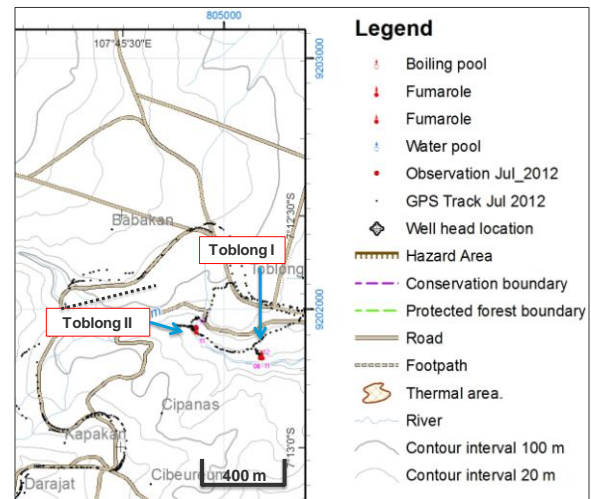 805000
107°45'30"E
9203000
Babakan
7°12'30"S
Toblong I
Toblong
9202000
m
Toblong II
Cipanas
Kapakan
13'0"S
Cibeureum
400 m
Darajat
Legend
Boiling pool
Fumarole
Fumarole
Water pool
Observation Jul_2012
GPS Track Jul 2012
Well head location
Hazard Area
Conservation boundary
Protected forest boundary
Road
Footpath
Thermal area.
River
Contour interval 100 m
Contour interval 20 m